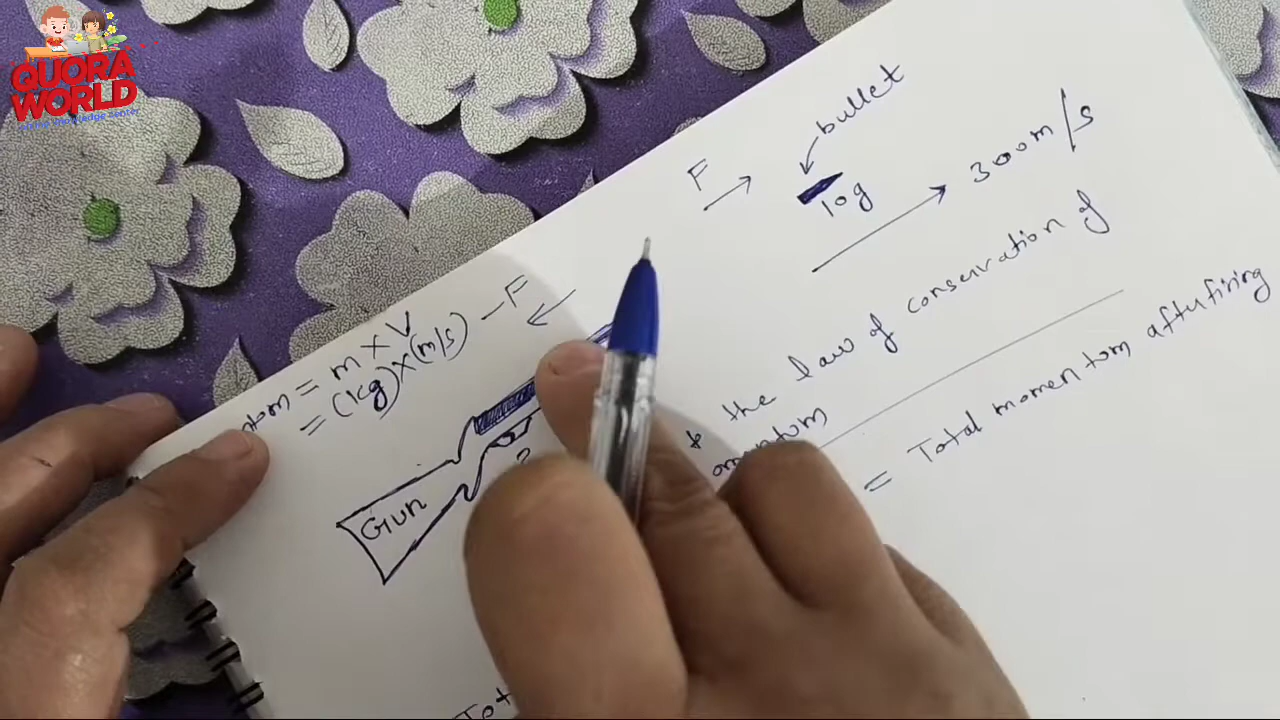 QUORA
WORLD
bullet
F
10g
300m/s
= m × V
= (kg)×(m/s)
-F
Gun
the law of conservation of
= Total momentum after firing